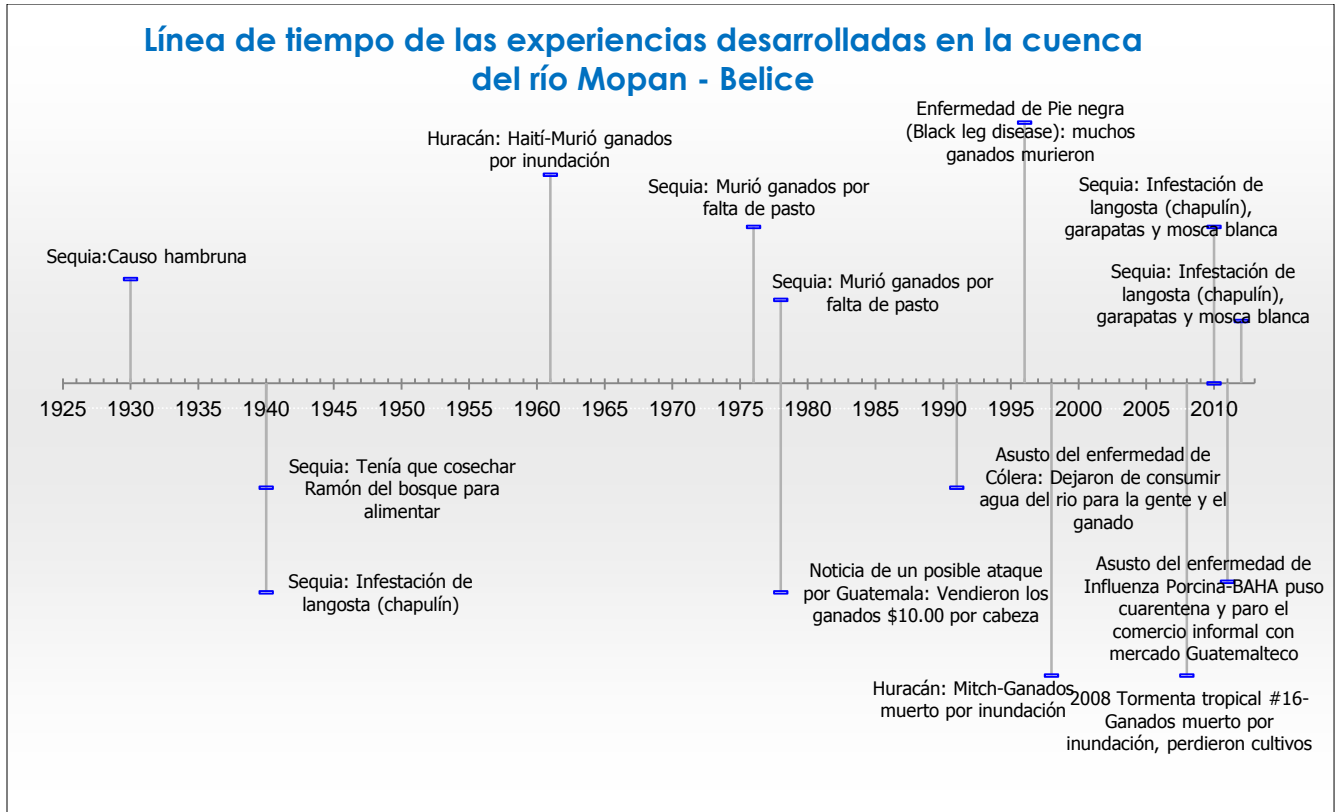 Línea de tiempo de las experiencias desarrolladas en la cuenca
del río Mopan - Belice
Enfermedad de Pie negra
(Black leg disease): muchos
ganados murieron
Huracán: Haití-Murió ganados
por inundación
Sequia: Murió ganados por
falta de pasto
Sequia: Infestación de
langosta (chapulín),
garapatas y mosca blanca
Sequia:Causo hambruna
Sequia: Murió ganados por
falta de pasto
Sequia: Infestación de
langosta (chapulín),
garapatas y mosca blanca
1925 1930 1935 1940 1945 1950 1955 1960 1965 1970 1975 1980 1985 1990 1995 2000 2005 2010
Sequia: Tenía que cosechar
Ramón del bosque para
alimentar
Asusto del enfermedad de
Cólera: Dejaron de consumir
agua del rio para la gente y el
ganado
Sequia: Infestación de
langosta (chapulín)
Noticia de un posible ataque
por Guatemala: Vendieron los
ganados $10.00 por cabeza
Asusto del enfermedad de
Influenza Porcina-BAHA puso
cuarentena y paro el
comercio informal con
mercado Guatemalteco
Huracán: Mitch-Ganados
muerto por inundación
2008 Tormenta tropical #16-
Ganados muerto por
inundación, perdieron cultivos